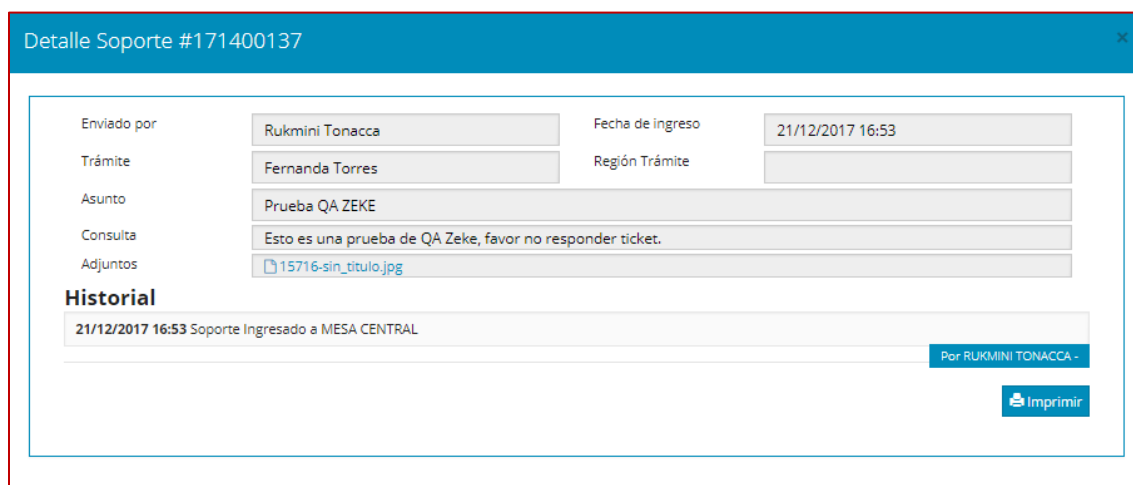 Detalle Soporte #171400137
×
Enviado por Rukmini Tonacca Fecha de ingreso 21/12/2017 16:53
Trámite Fernanda Torres Región Trámite
Asunto Prueba QA ZEKE
Consulta Esto es una prueba de QA Zeke, favor no responder ticket.
Adjuntos 15716-sin_titulo.jpg
Historial
21/12/2017 16:53 Soporte Ingresado a MESA CENTRAL
Por RUKMINI TONACCA -
Imprimir